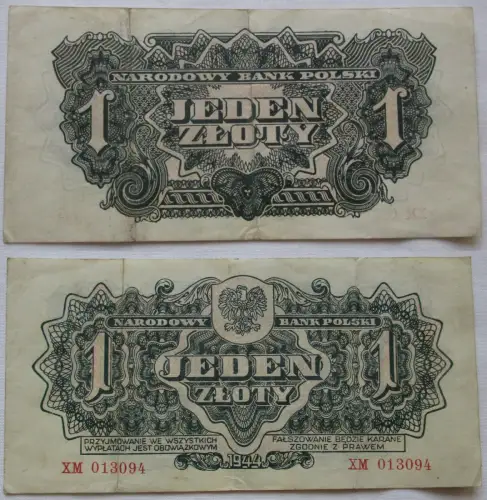 NARODOWY BANK POLSKI
1 JEDEN 1
ZŁOTY
NARODOWY BANK POLSKI
1 JEDEN 1
ZŁOTY
PRZYJMOWANIE WE WSZYSTKICH
WYPŁATACH JEST OBOWIĄZKOWYM
FAŁSZOWANIE BĘDZIE KARANE
ZGODNIE Z PRAWEM
1944
XM 013094 XM 013094